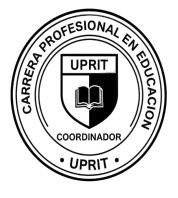 CARRERA PROFESIONAL EN EDUCACION
UPRIT
COORDINADOR
· UPRIT ·